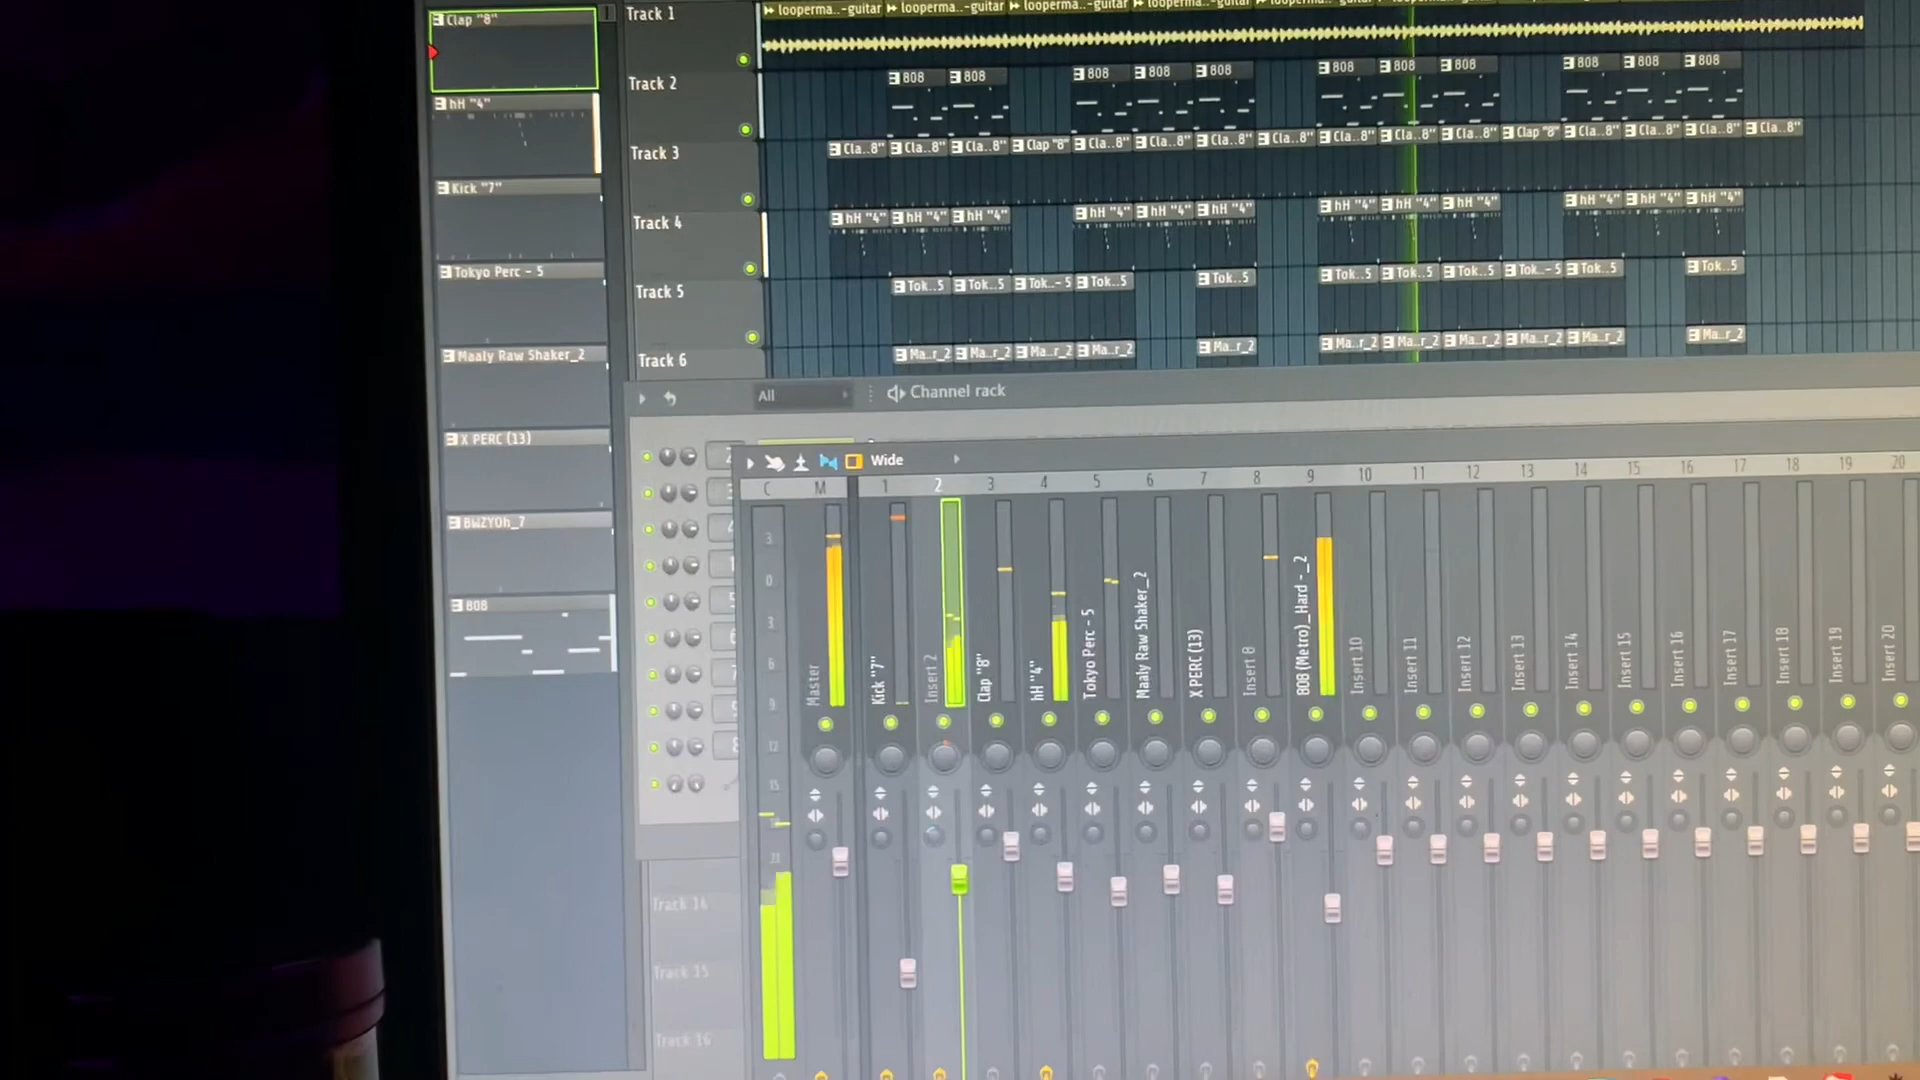 Clap "8"
hH "4"
Kick "7"
Tokyo Perc - 5
Maaly Raw Shaker_2
X PERC (13)
BWZYOh_7
808
Track 1
looperma..-guitar looperma..-guitar looperma..-guitar looperma..-guitar
Track 2
808 808 808 808 808 808 808 808 808 808 808
Track 3
Cla..8" Cla..8" Cla..8" Clap "8" Cla..8" Cla..8" Cla..8" Cla..8" Cla..8" Cla..8" Cla..8" Clap "8" Cla..8" Cla..8" Cla..8" Cla..8"
Track 4
hH "4" hH "4" hH "4" hH "4" hH "4" hH "4" hH "4" hH "4" hH "4" hH "4" hH "4" hH "4"
Track 5
Tok..5 Tok..5 Tok..-5 Tok..5 Tok..5 Tok..5 Tok..5 Tok..5 Tok..-5 Tok..5 Tok..5
Track 6
Ma..r_2 Ma..r_2 Ma..r_2 Ma..r_2 Ma..r_2 Ma..r_2 Ma..r_2 Ma..r_2 Ma..r_2 Ma..r_2 Ma..r_2
All
Channel rack
Wide
C M 1 2 3 4 5 6 7 8 9 10 11 12 13 14 15 16 17 18 19 20
3
0
3
6
9
12
15
21
Master
Kick "7"
Insert 2
Clap "8"
hH "4"
Tokyo Perc - 5
Maaly Raw Shaker_2
X PERC (13)
Insert 8
808 (Metro)_Hard -_2
Insert 10
Insert 11
Insert 12
Insert 13
Insert 14
Insert 15
Insert 16
Insert 17
Insert 18
Insert 19
Insert 20
Track 14
Track 15
Track 16